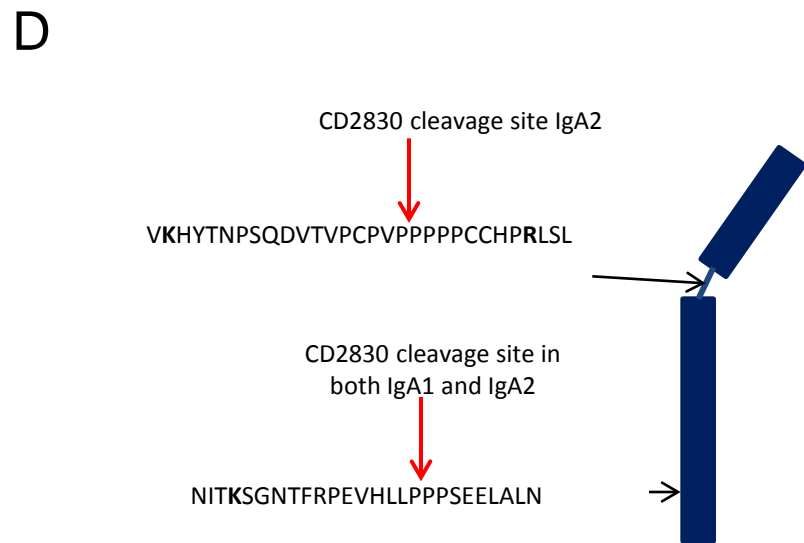 D
CD2830 cleavage site IgA2
VKHYTNPSQDVTVPCPVPPPPPCCHPRLSL
CD2830 cleavage site in
both IgA1 and IgA2
NITKSGNTFRPEVHLLPPPSEELALN